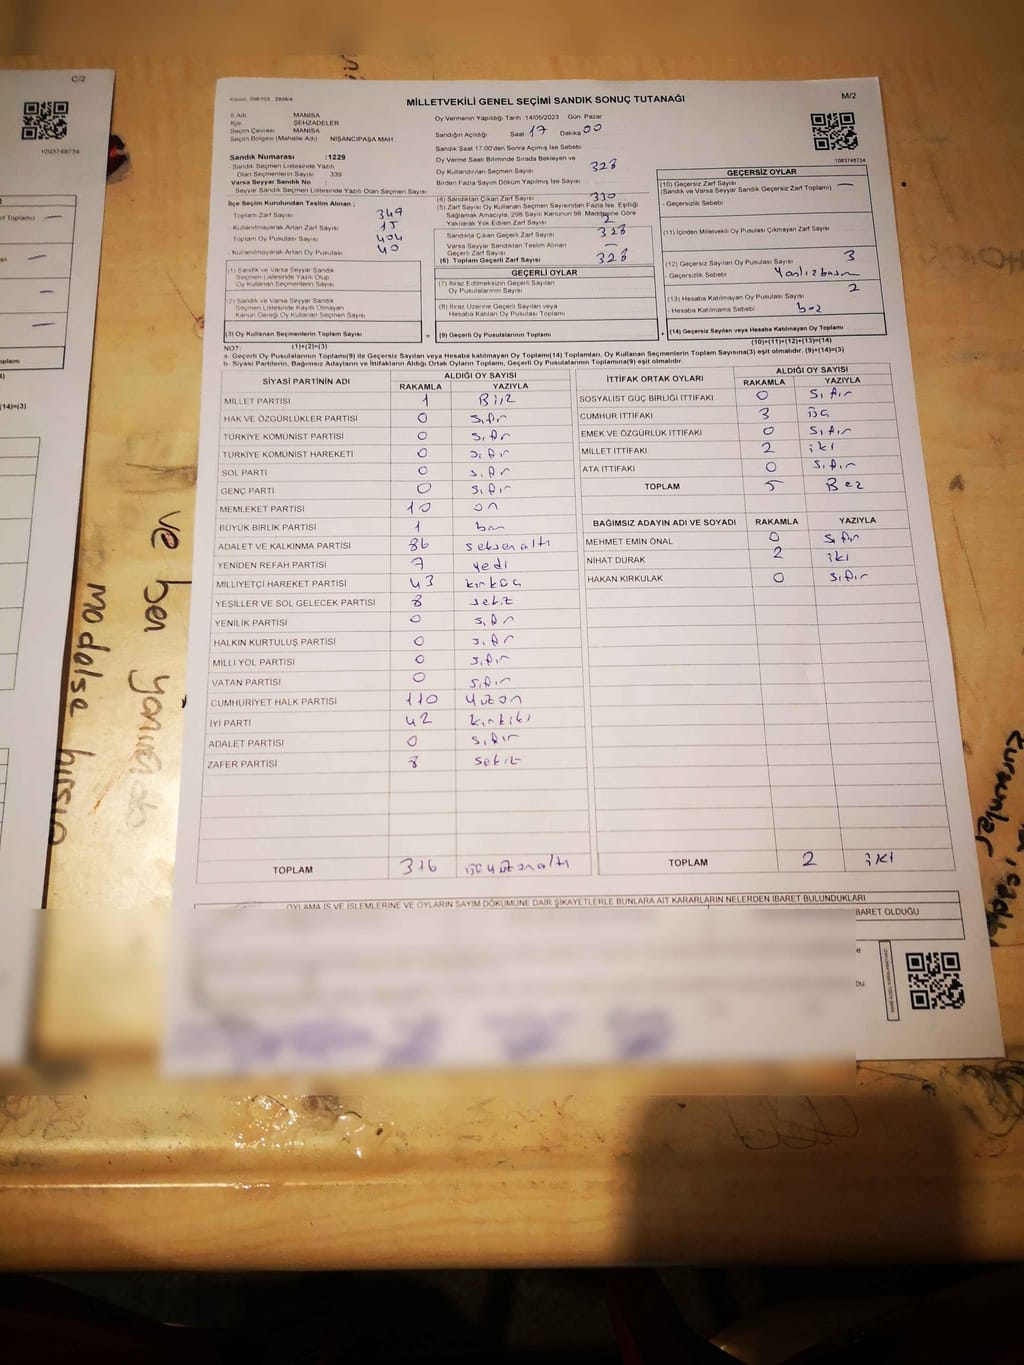 C/2
1093749734
MİLLETVEKİLİ GENEL SEÇİMİ SANDIK SONUÇ TUTANAĞI
M/2
1093748734
İl Adı MANİSA
İlçe ŞEHZADELER
Seçim Çevresi MANİSA
Seçim Bölgesi (Mahalle Adı) NİŞANCIPAŞA MAH
Sandık Numarası :1229
- Sandık Seçmen Listesinde Yazılı
Olan Seçmenlerin Sayısı 339
Varsa Seyyar Sandık No :
- Seyyar Sandık Seçmen Listesinde Yazılı Olan Seçmen Sayısı:
İlçe Seçim Kurulundan Teslim Alınan ;
Toplam Zarf Sayısı 349
- Kullanılmayarak Artan Zarf Sayısı 15
Toplam Oy Pusulası Sayısı 404
- Kullanılmayarak Artan Oy Pusulası 40
(1) Sandık ve Varsa Seyyar Sandık
Seçmen Listesinde Yazılı Olup
Oy Kullanan Seçmen Sayısı
(2) Sandık ve Varsa Seyyar Sandık
Seçmen Listesinde Kayıtlı Olmayan
Kanun Gereği Oy Kullanan Seçmen Sayısı
(3) Oy Kullanan Seçmenlerin Toplam Sayısı
(1)+(2)=(3)
Oy Vermenin Yapıldığı Tarih 14/05/2023 Gün Pazar
Sandığın Açıldığı Saat 17 Dakika 00
Sandık Saat 17.00'den Sonra Açılmış İse Sebebi
Oy Verme Saati Bitiminde Sırada Bekleyen ve
Oy Kullandırılan Seçmen Sayısı 328
Birden Fazla Sayım Döküm Yapılmış İse Sayısı
(4) Sandıktan Çıkan Zarf Sayısı 330
(5) Zarf Sayısı Oy Kullanan Seçmen Sayısından Fazla İse, Eşitliği
Sağlamak Amacıyla, 298 Sayılı Kanunun 98. Maddesine Göre
Yakılarak Yok Edilen Zarf Sayısı 2
Sandıkta Çıkan Geçerli Zarf Sayısı 328
Varsa Seyyar Sandıktan Teslim Alınan
Geçerli Zarf Sayısı —
(6) Toplam Geçerli Zarf Sayısı 328
GEÇERLİ OYLAR
(7) İtiraz Edilmeksizin Geçerli Sayılan
Oy Pusulalarının Sayısı
(8) İtiraz Üzerine Geçerli Sayılan veya
Hesaba Katılan Oy Pusulalarının Toplamı
= (9) Geçerli Oy Pusulalarının Toplamı
GEÇERSİZ OYLAR
(10) Geçersiz Zarf Sayısı —
(Sandık ve Varsa Seyyar Sandık Geçersiz Zarf Toplamı)
- Geçersizlik Sebebi
(11) İçinden Milletvekili Oy Pusulası Çıkmayan Zarf Sayısı
(12) Geçersiz Sayılan Oy Pusulası Sayısı 3
- Geçersizlik Sebebi
(13) Hesaba Katılmayan Oy Pusulası Sayısı 2
- Hesaba Katılmama Sebebi
+ (14) Geçersiz Sayılan veya Hesaba Katılmayan Oy Toplamı
(10)+(11)+(12)+(13)=(14)
NOT:
a- Geçerli Oy Pusulalarının Toplamı(9) ile Geçersiz Sayılan veya Hesaba katılmayan Oy Toplamı(14) Toplamları, Oy Kullanan Seçmenlerin Toplam Sayısına(3) eşit olmalıdır. (9)+(14)=(3)
b- Siyasi Partilerin, Bağımsız Adayların ve İttifakların Aldığı Ortak Oyların Toplamı, Geçerli Oy Pusulalarının Toplamına(9) eşit olmalıdır.
SİYASİ PARTİNİN ADI ALDIĞI OY SAYISI
RAKAMLA YAZIYLA
MİLLET PARTİSİ 1 Biiz
HAK VE ÖZGÜRLÜKLER PARTİSİ 0 sıfır
TÜRKİYE KOMÜNİST PARTİSİ 0 sıfır
TÜRKİYE KOMÜNİST HAREKETİ 0 sıfır
SOL PARTİ 0 sıfır
GENÇ PARTİ 0 sıfır
MEMLEKET PARTİSİ 10 on
BÜYÜK BİRLİK PARTİSİ 1 bir
ADALET VE KALKINMA PARTİSİ 86 seksen altı
YENİDEN REFAH PARTİSİ 7 yedi
MİLLİYETÇİ HAREKET PARTİSİ 43 kırküç
YEŞİLLER VE SOL GELECEK PARTİSİ 8 sekiz
YENİLİK PARTİSİ 0 sıfır
HALKIN KURTULUŞ PARTİSİ 0 sıfır
MİLLİ YOL PARTİSİ 0 sıfır
VATAN PARTİSİ 0 sıfır
CUMHURİYET HALK PARTİSİ 110 yüzon
İYİ PARTİ 42 kırkiki
ADALET PARTİSİ 0 sıfır
ZAFER PARTİSİ 8 sekiz
TOPLAM 316 üçyüzonaltı
İTTİFAK ORTAK OYLARI ALDIĞI OY SAYISI
RAKAMLA YAZIYLA
SOSYALİST GÜÇ BİRLİĞİ İTTİFAKI 0 sıfır
CUMHUR İTTİFAKI 3 üç
EMEK VE ÖZGÜRLÜK İTTİFAKI 0 sıfır
MİLLET İTTİFAKI 2 iki
ATA İTTİFAKI 0 sıfır
TOPLAM 5 Beş
BAĞIMSIZ ADAYIN ADI VE SOYADI RAKAMLA YAZIYLA
MEHMET EMİN ÖNAL 0 sıfır
NİHAT DURAK 2 iki
HAKAN KIRKULAK 0 sıfır
TOPLAM 2 iki
OYLAMA İŞ VE İŞLEMLERİNE VE OYLARIN SAYIM DÖKÜMÜNE DAİR ŞİKAYETLERLE BUNLARA AİT KARARLARIN NELERDEN İBARET BULUNDUKLARI
BARET OLDUĞU
ve ben yanımda
modolse hırsın